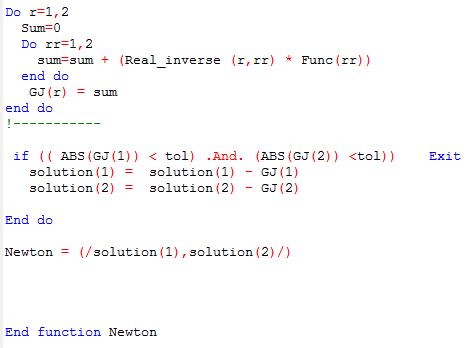 Do r=1,2
Sum=0
Do rr=1,2
sum=sum + (Real_inverse (r,rr) * Func(rr))
end do
GJ(r) = sum
end do
!-----------
if (( ABS(GJ(1)) < tol) .And. (ABS(GJ(2)) <tol)) Exit
solution(1) = solution(1) - GJ(1)
solution(2) = solution(2) - GJ(2)
End do
Newton = (/solution(1),solution(2)/)
End function Newton